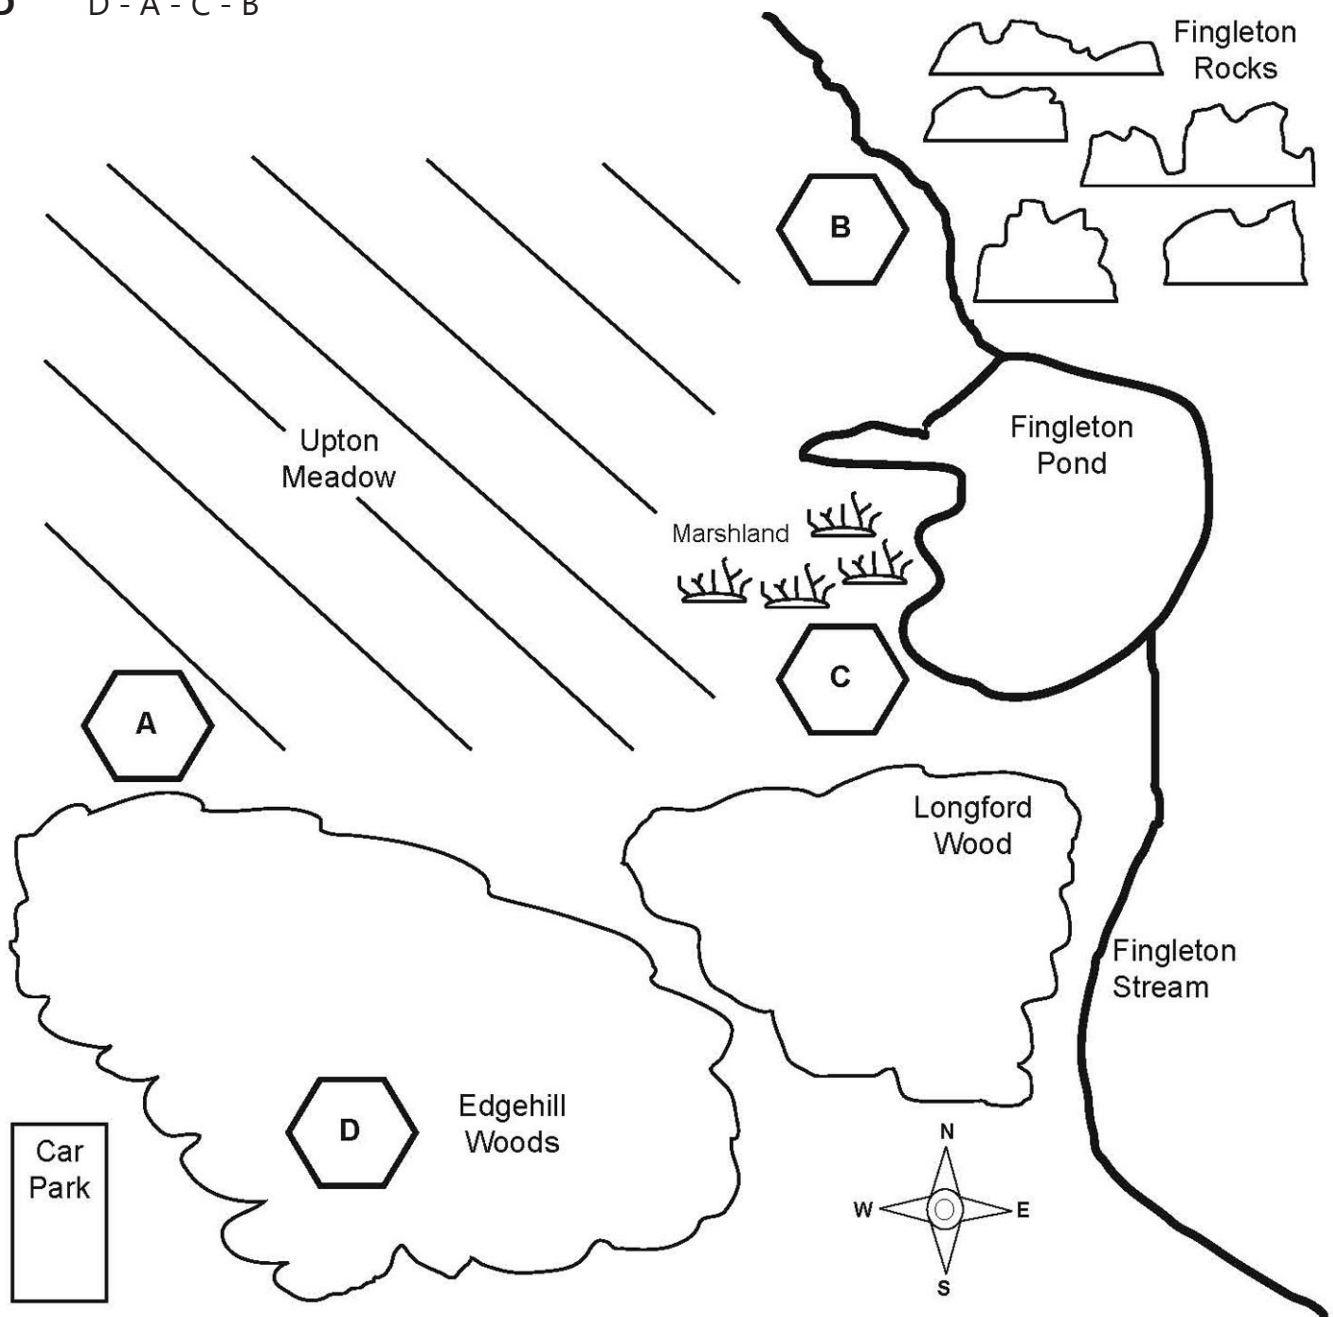 D - A - C - B
Fingleton
Rocks
B
Upton
Meadow
Fingleton
Pond
Marshland
C
A
Longford
Wood
Fingleton
Stream
D
Edgehill
Woods
Car
Park
N
W
E
S